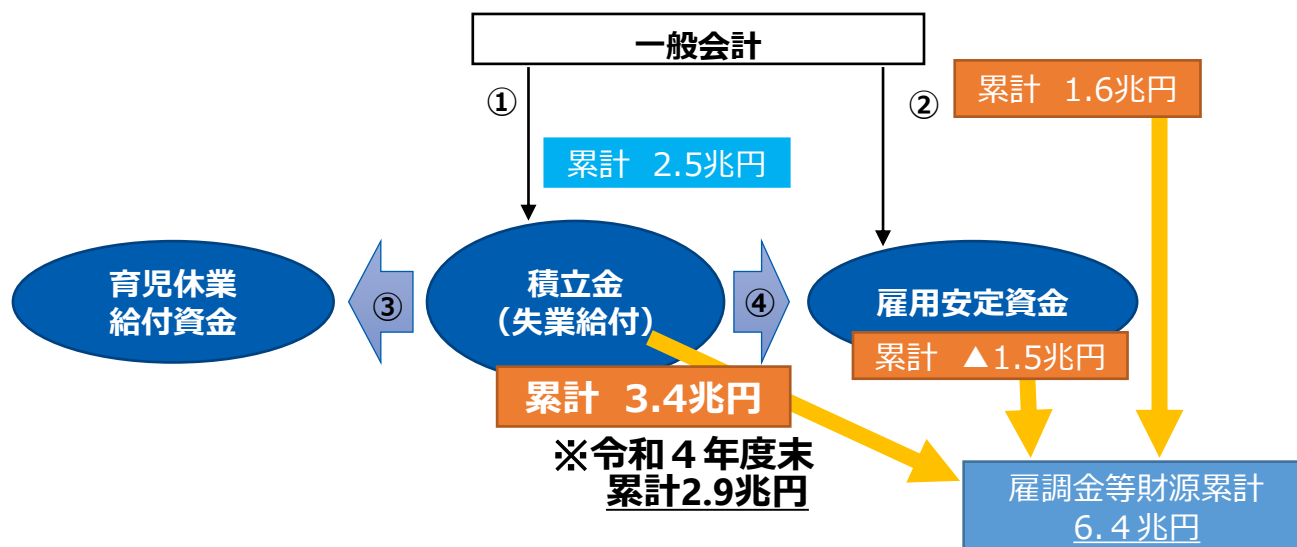 一般会計
①
②
累計 1.6兆円
累計 2.5兆円
育児休業
給付資金
③
積立金
（失業給付）
④
雇用安定資金
累計 ▲1.5兆円
累計 3.4兆円
※令和４年度末
累計2.9兆円
雇調金等財源累計
6.４兆円